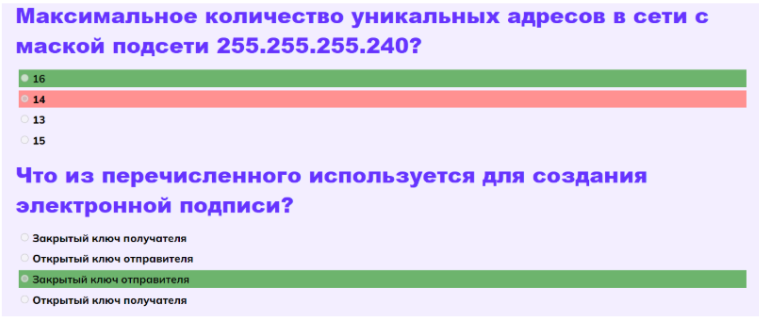 Максимальное количество уникальных адресов в сети с
маской подсети 255.255.255.240?
16
14
13
15
Что из перечисленного используется для создания
электронной подписи?
Закрытый ключ получателя
Открытый ключ отправителя
Закрытый ключ отправителя
Открытый ключ получателя